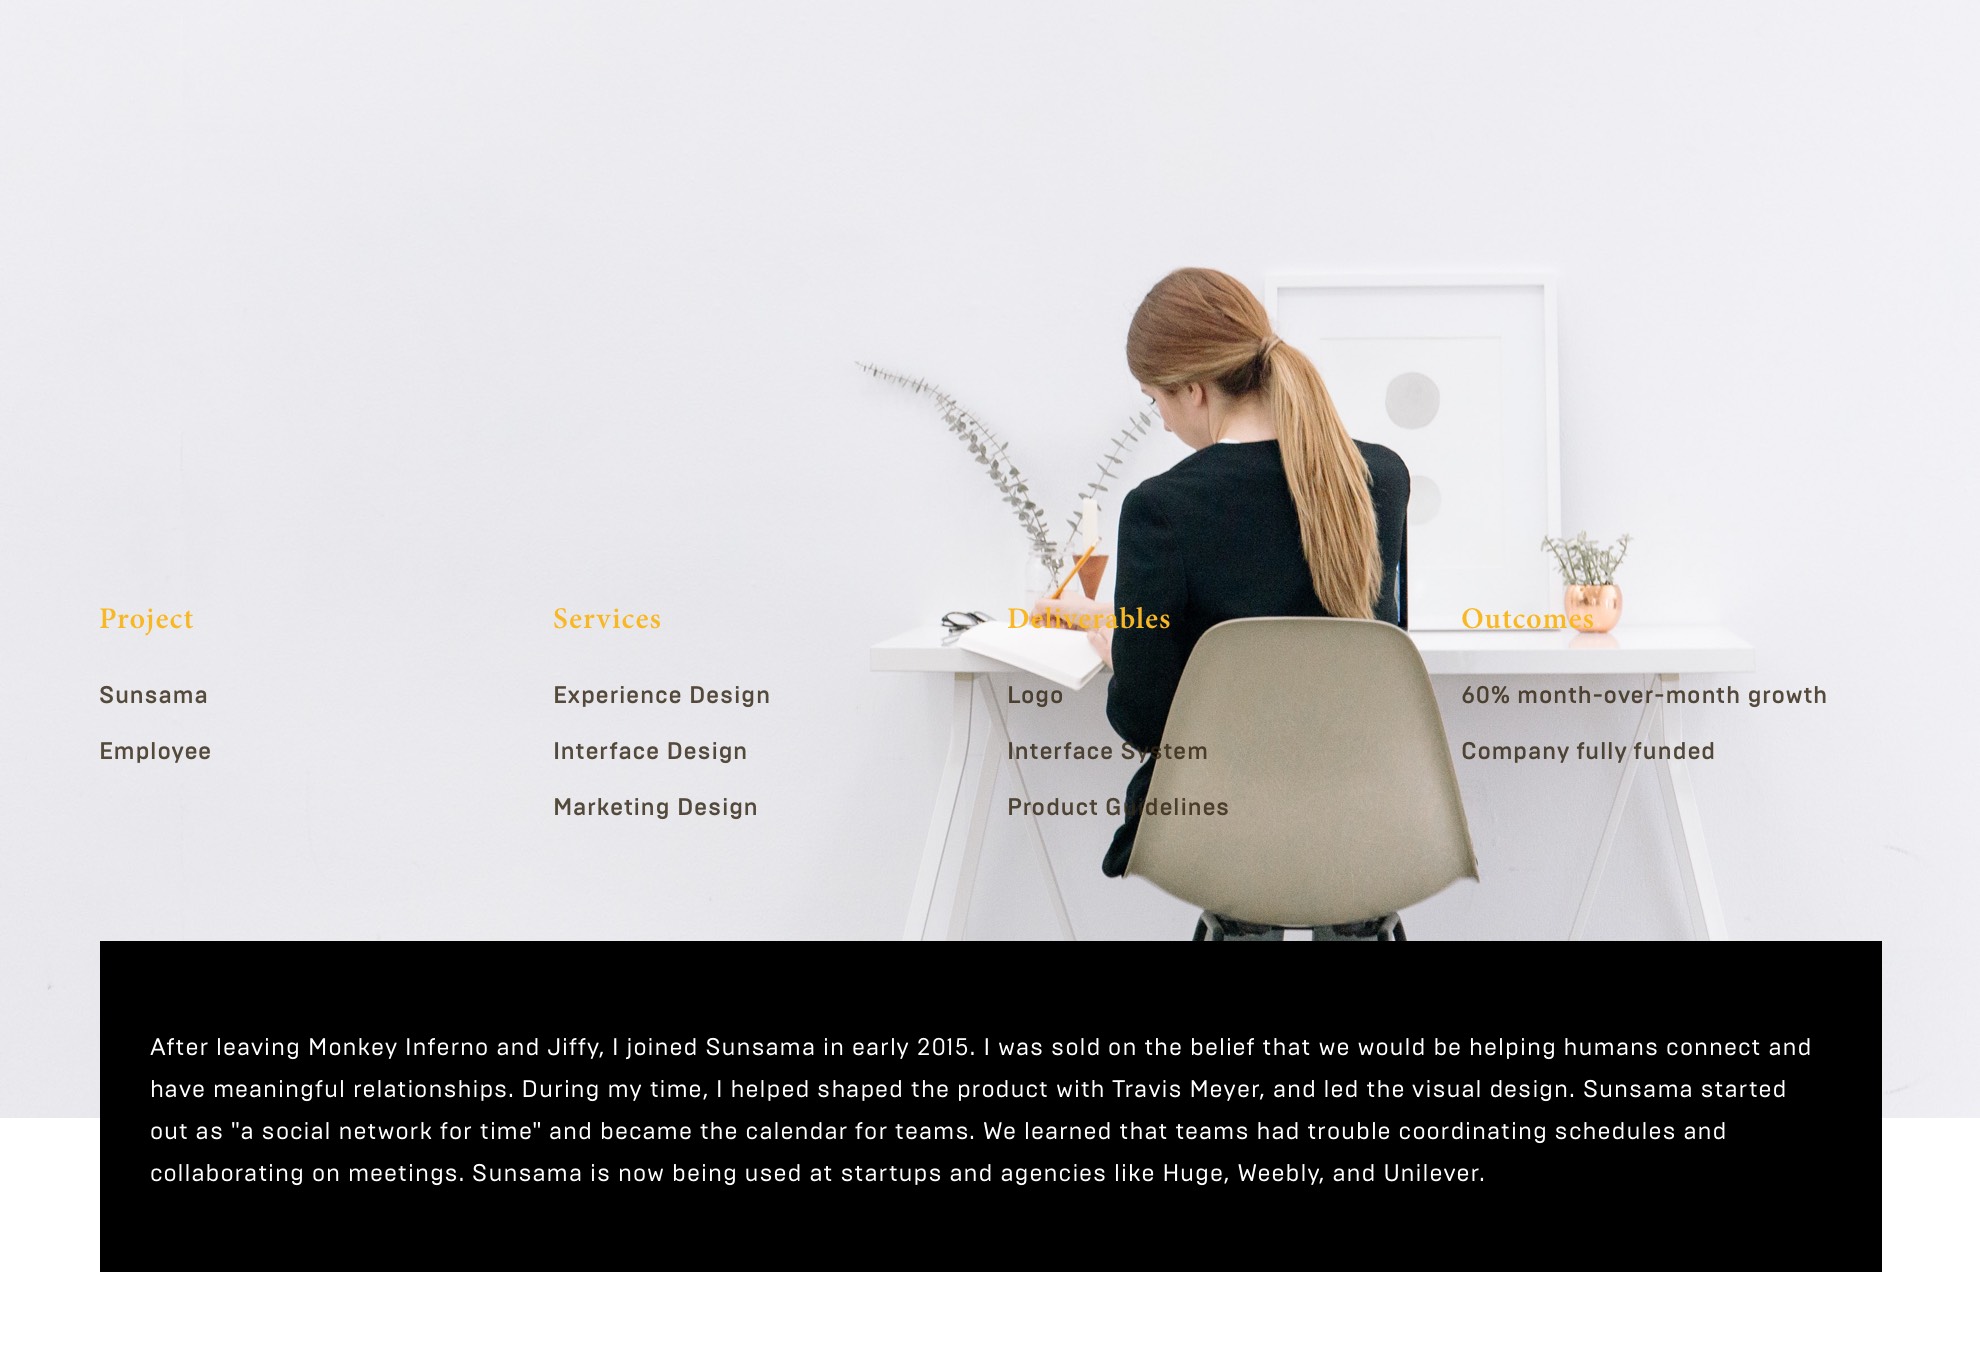 Project
Sunsama
Employee
Services
Experience Design
Interface Design
Marketing Design
Deliverables
Logo
Interface System
Product Guidelines
Outcomes
60% month-over-month growth
Company fully funded
After leaving Monkey Inferno and Jiffy, I joined Sunsama in early 2015. I was sold on the belief that we would be helping humans connect and
have meaningful relationships. During my time, I helped shaped the product with Travis Meyer, and led the visual design. Sunsama started
out as "a social network for time" and became the calendar for teams. We learned that teams had trouble coordinating schedules and
collaborating on meetings. Sunsama is now being used at startups and agencies like Huge, Weebly, and Unilever.